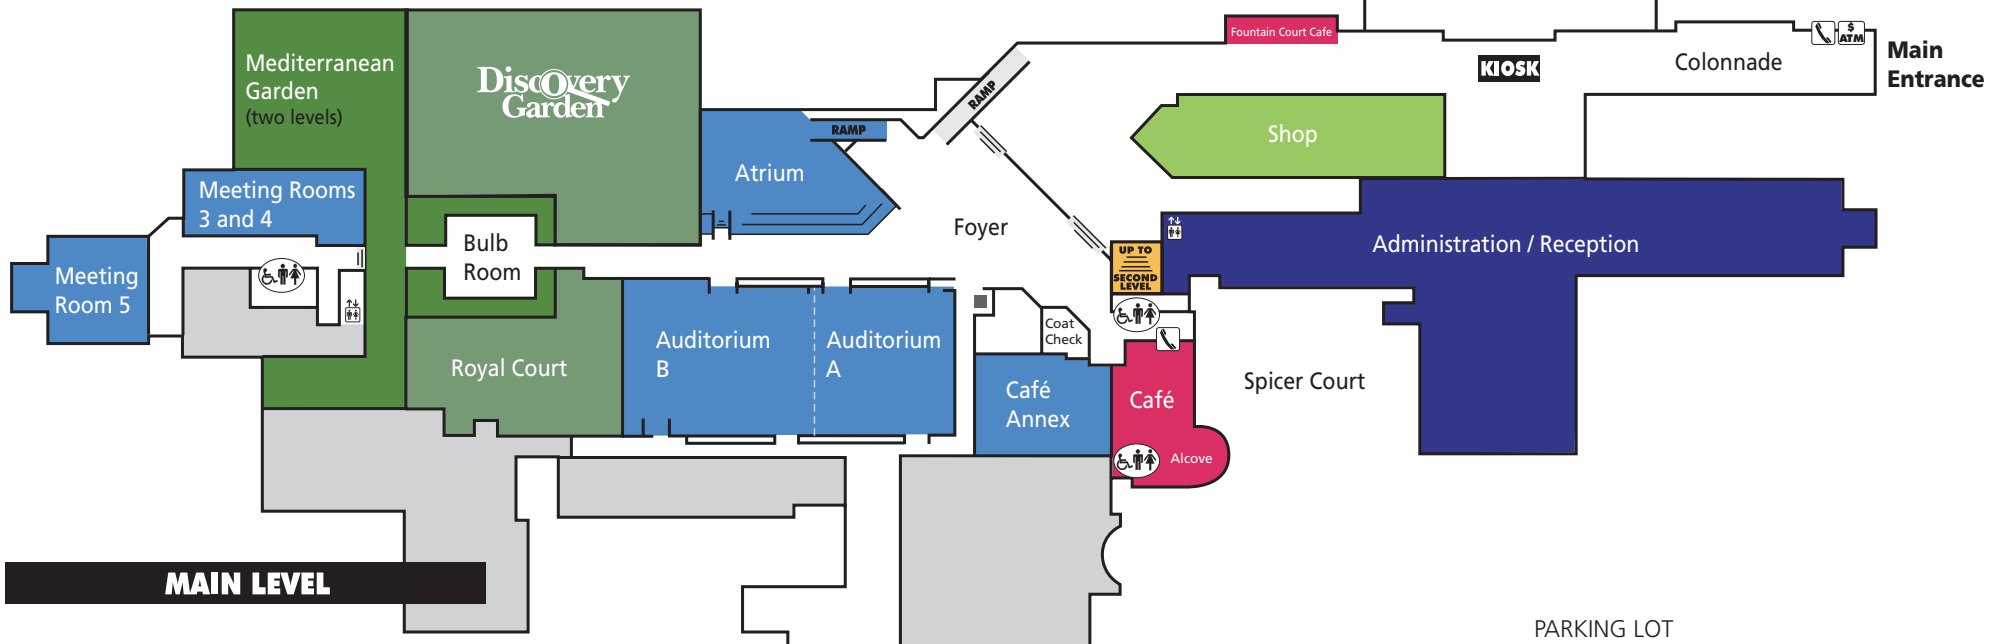 Mediterranean
Garden
(two levels)
Discovery
Garden
Fountain Court Cafe
KIOSK
Colonnade
$
ATM
Main
Entrance
RAMP
RAMP
Atrium
Shop
Meeting Rooms
3 and 4
Bulb
Room
Foyer
UP TO
SECOND
LEVEL
Administration / Reception
Meeting
Room 5
Royal Court
Auditorium
B
Auditorium
A
Coat
Check
Café
Annex
Café
Alcove
Spicer Court
MAIN LEVEL
PARKING LOT